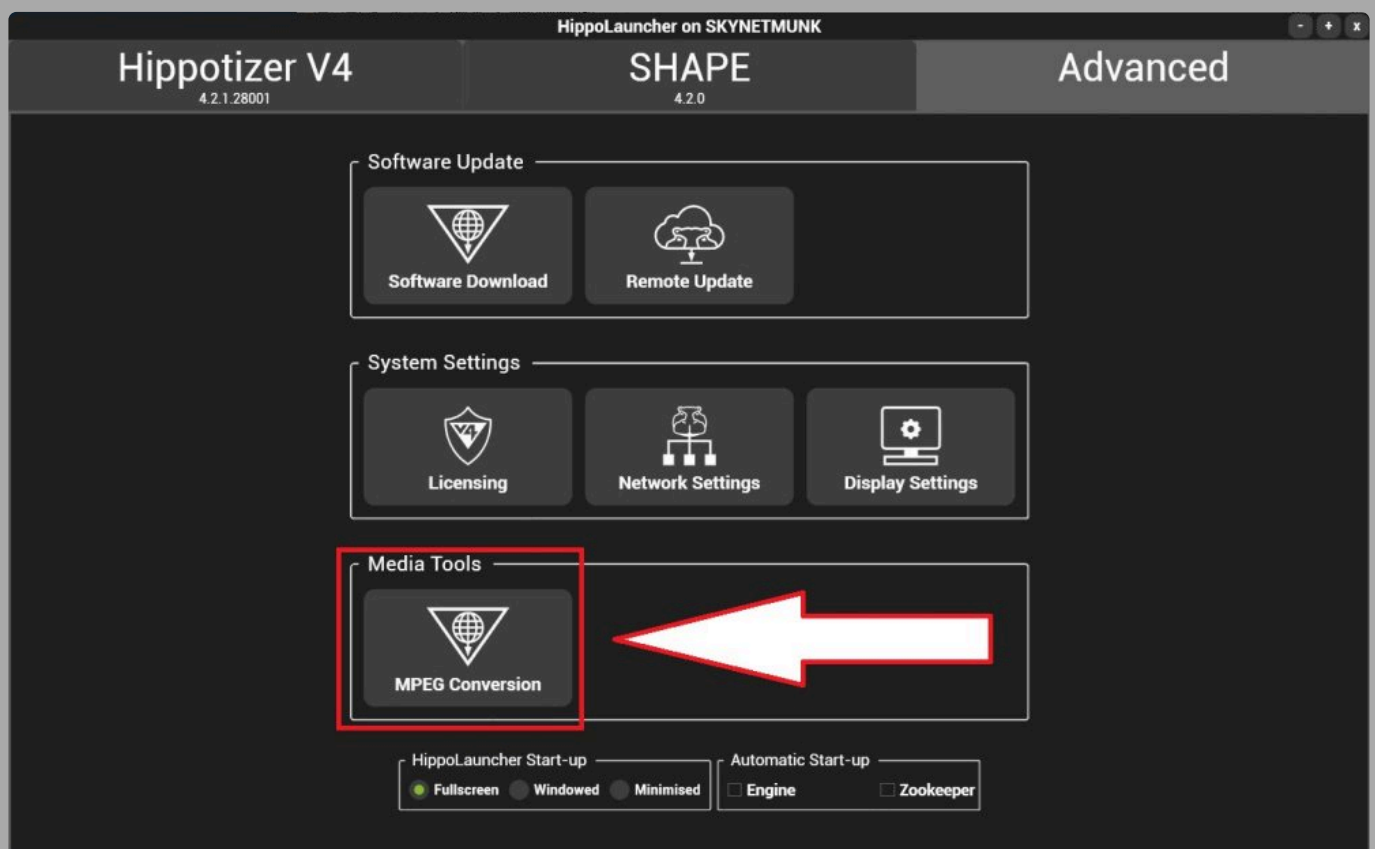 HippoLauncher on SKYNETMUNK
- + x
Hippotizer V4
4.2.1.28001
SHAPE
4.2.0
Advanced
Software Update
Software Download
Remote Update
System Settings
V4
Licensing
Network Settings
Display Settings
Media Tools
MPEG Conversion
HippoLauncher Start-up
Fullscreen Windowed Minimised
Automatic Start-up
Engine Zookeeper